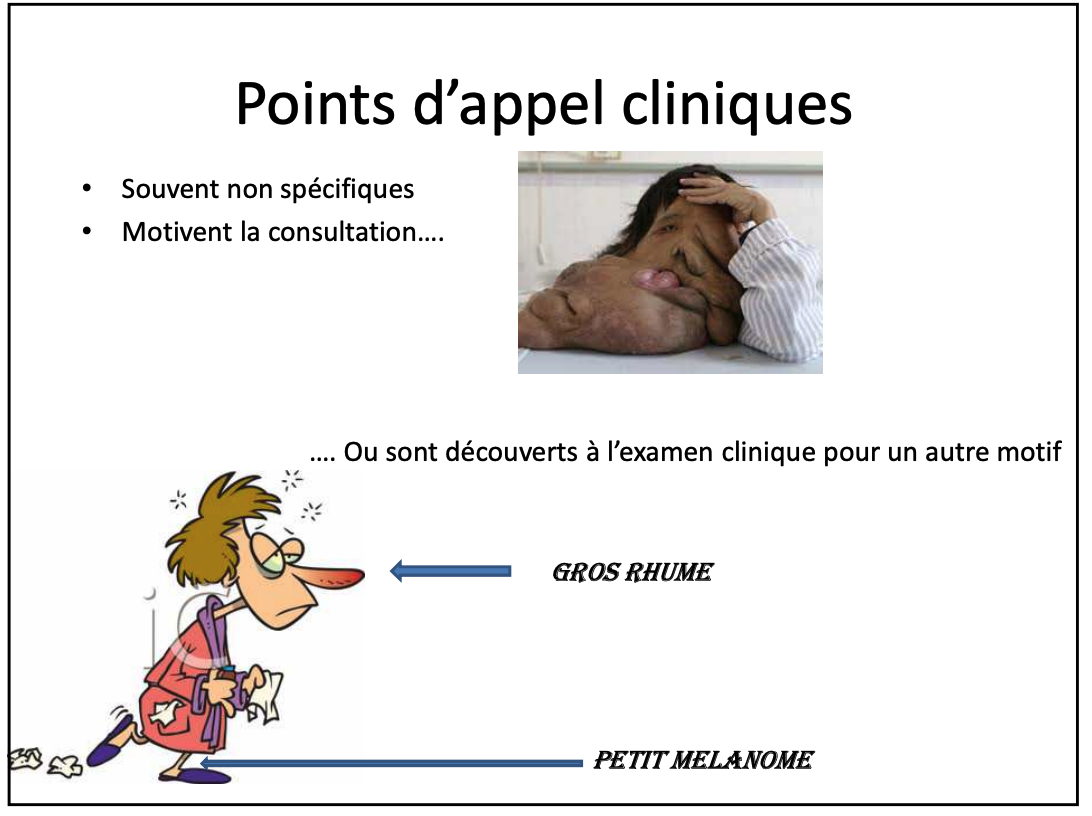 Points d’appel cliniques
• Souvent non spécifiques
• Motivent la consultation….
…. Ou sont découverts à l’examen clinique pour un autre motif
GROS RHUME
PETIT MELANOME